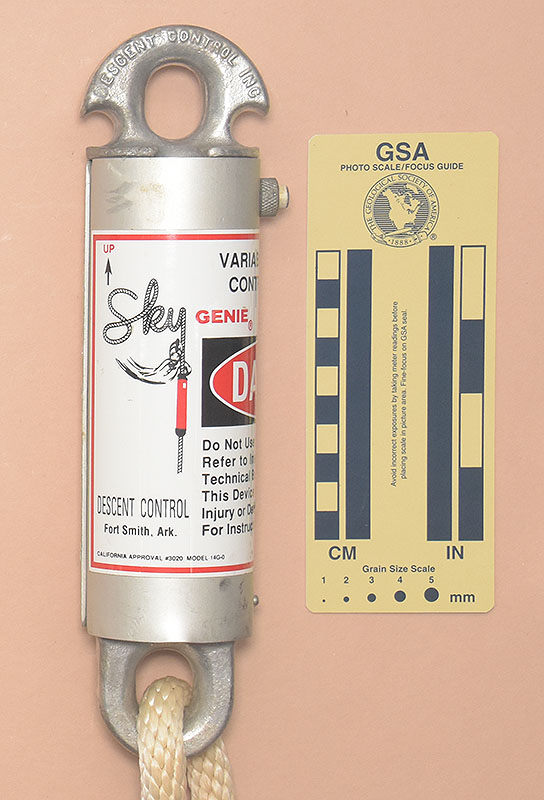 DESCENT CONTROL INC
UP
Sky
GENIE®
VARIA
CONT
DA
Do Not Use
Refer to In
Technical B
This Devic
Injury or De
For Instruc
DESCENT CONTROL
Fort Smith, Ark.
CALIFORNIA APPROVAL #3020 MODEL 14G-0
GSA
PHOTO SCALE/FOCUS GUIDE
THE GEOLOGICAL SOCIETY OF AMERICA
1888
®
Avoid incorrect exposures by taking meter readings before
placing scale in picture area. Fine-focus on GSA seal.
CM
IN
Grain Size Scale
1 2 3 4 5
mm